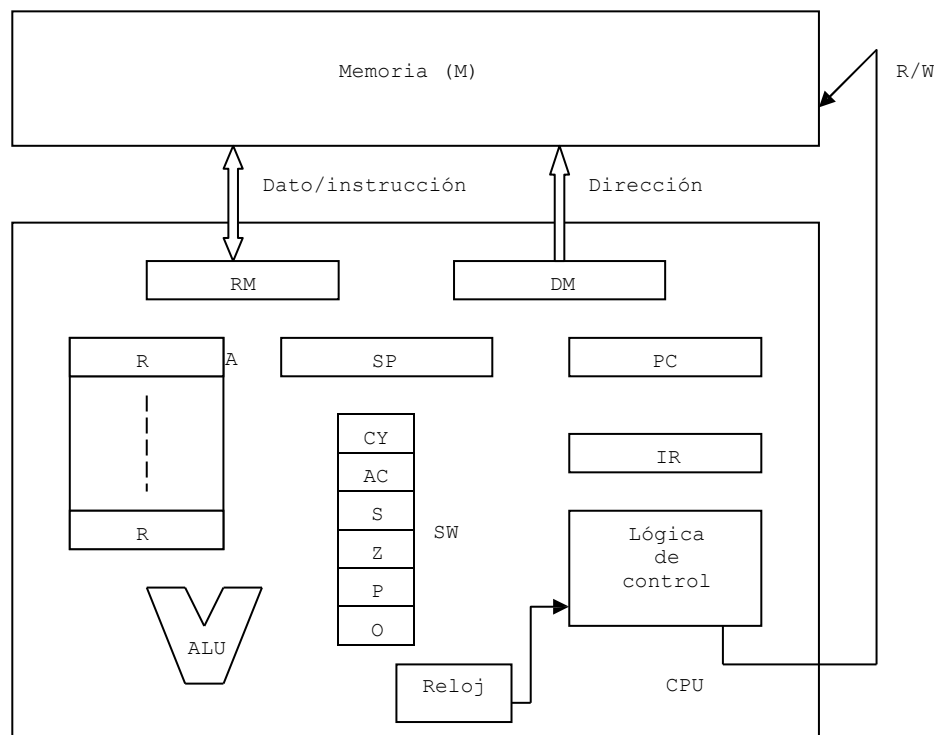 Memoria (M)
R/W
Dato/instrucción
Dirección
RM
DM
R
A
SP
PC
CY
IR
AC
S
SW
Z
P
O
R
Lógica
de
control
ALU
Reloj
CPU